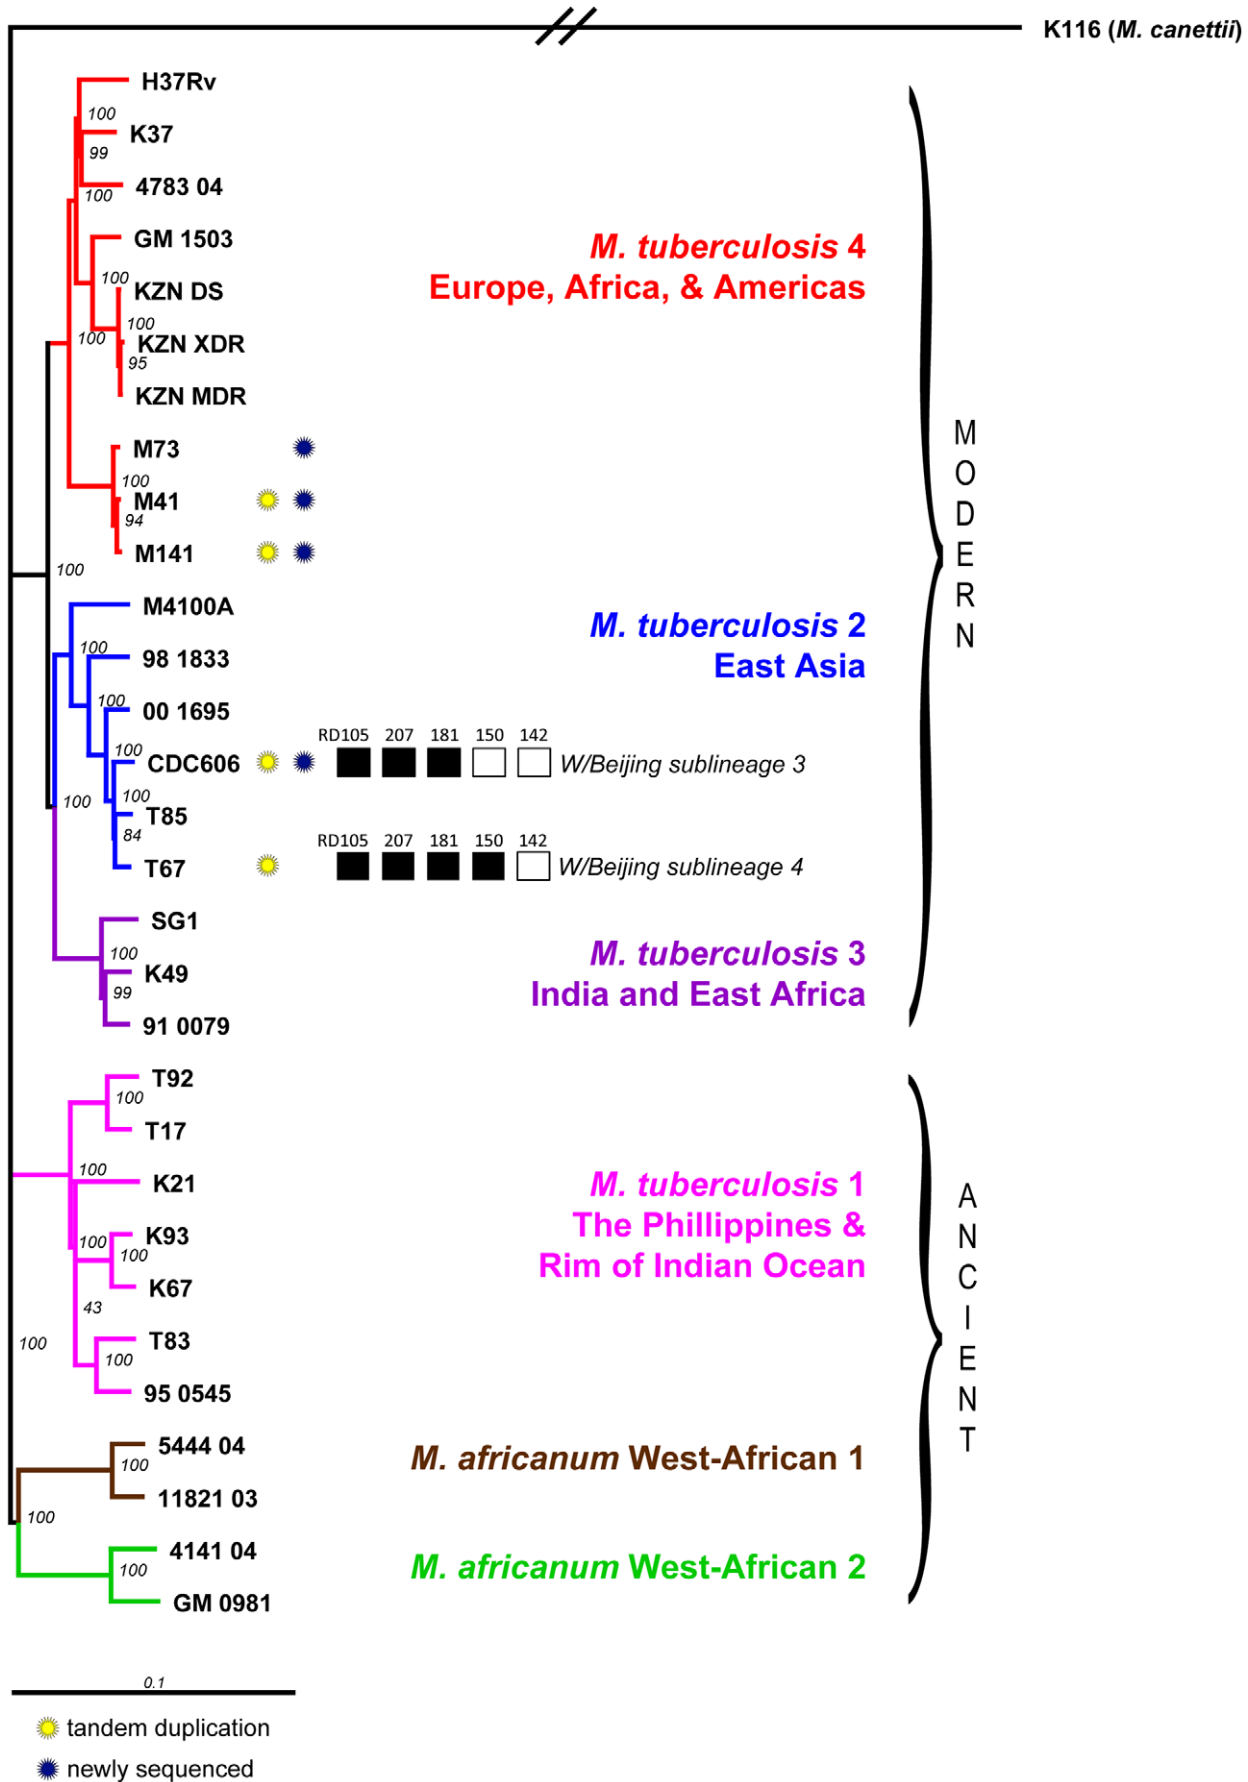 K116 (M. canettii)
H37Rv
100
K37
99
4783 04
100
GM 1503
M. tuberculosis 4
Europe, Africa, & Americas
100
KZN DS
100
100
KZN XDR
95
KZN MDR
M73
100
M41
94
M141
100
MODERN
M4100A
M. tuberculosis 2
East Asia
100
98 1833
100
00 1695
RD105 207 181 150 142
100
CDC606
W/Beijing sublineage 3
100
100
T85
84
RD105 207 181 150 142
T67
W/Beijing sublineage 4
SG1
100
M. tuberculosis 3
India and East Africa
K49
99
91 0079
T92
100
T17
100
K21
M. tuberculosis 1
The Phillippines &
Rim of Indian Ocean
K93
100
100
K67
43
T83
100
100
95 0545
ANCIENT
5444 04
100
M. africanum West-African 1
11821 03
100
4141 04
100
M. africanum West-African 2
GM 0981
0.1
tandem duplication
newly sequenced